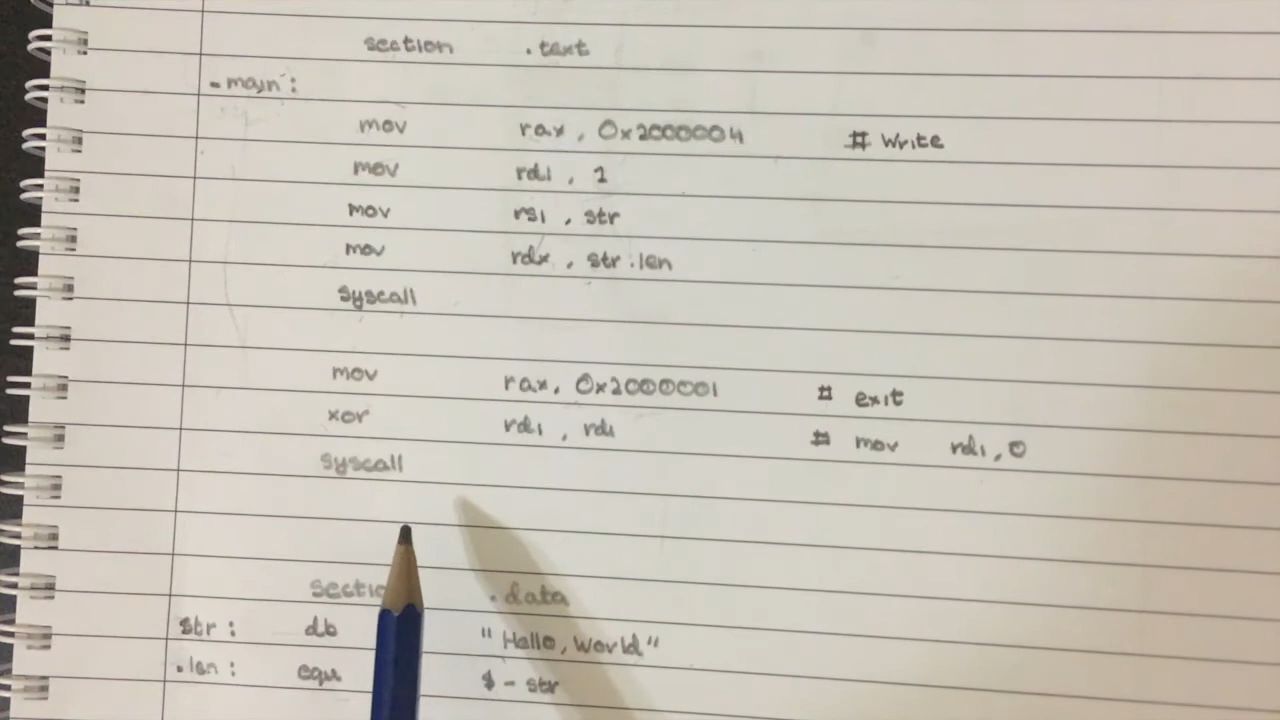 section .text
.main:
mov rax, 0x2000004 # write
mov rdi, 1
mov rsi, str
mov rdx, str.len
syscall
mov rax, 0x2000001 # exit
xor rdi, rdi # mov rdi, 0
syscall
.data
str: db "Hello, World"
.len: equ $ - str